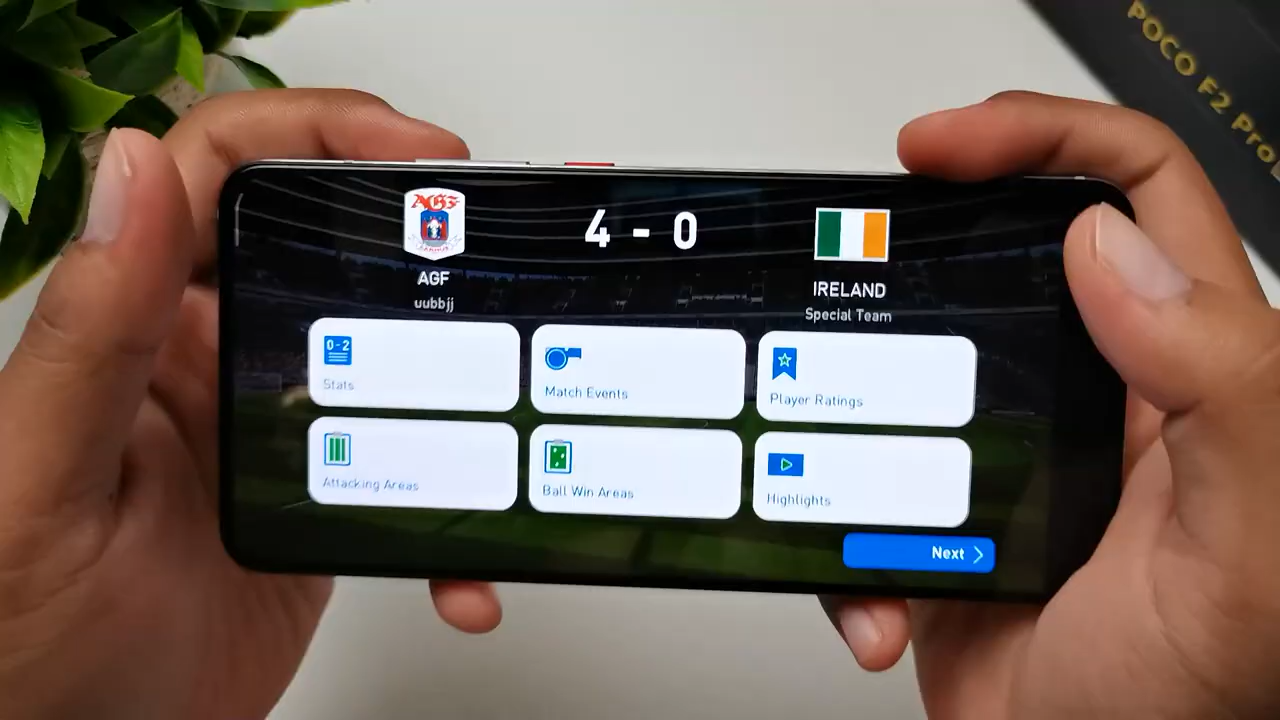 POCO F2 Pro
AGF
4 - 0
AGF
uubbjj
IRELAND
Special Team
0-2
Stats
Match Events
Player Ratings
Attacking Areas
Ball Win Areas
Highlights
Next